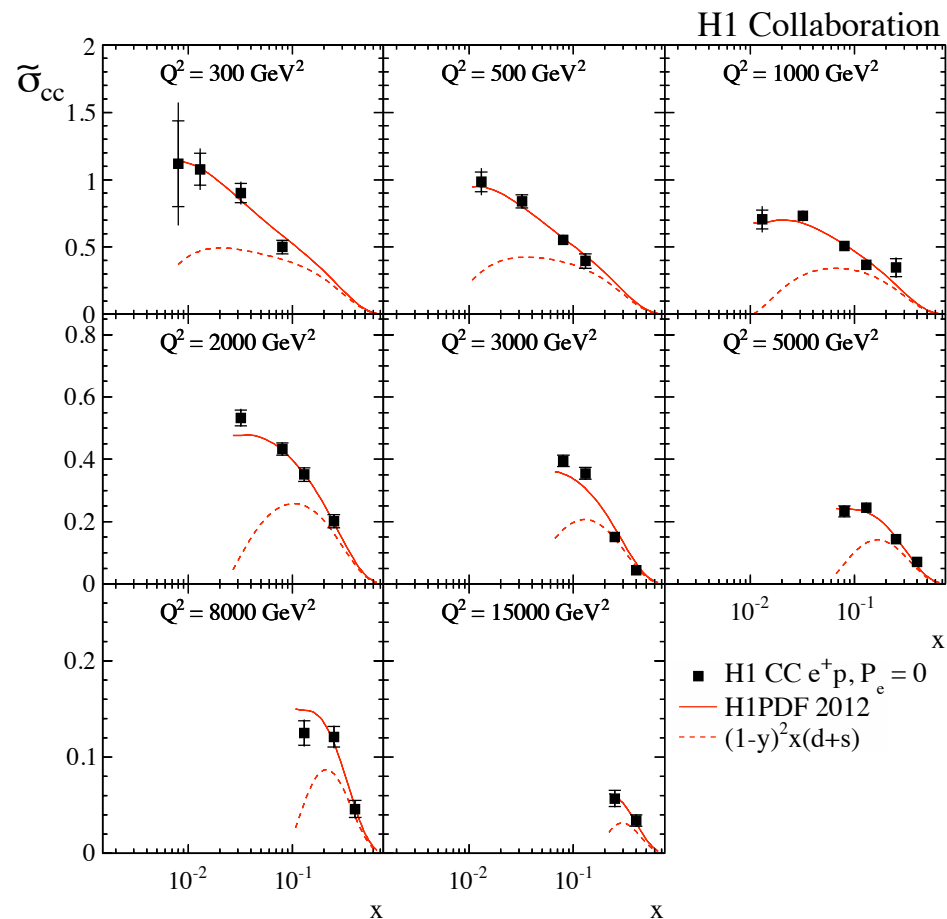 H1 Collaboration
σ̃cc
Q² = 300 GeV²
Q² = 500 GeV²
Q² = 1000 GeV²
2
1.5
1
0.5
0
Q² = 2000 GeV²
Q² = 3000 GeV²
Q² = 5000 GeV²
0.8
0.6
0.4
0.2
0
10⁻² 10⁻¹
x
Q² = 8000 GeV²
Q² = 15000 GeV²
0.2
0.1
0
10⁻² 10⁻¹
x
10⁻² 10⁻¹
x
H1 CC e⁺p, Pₑ = 0
H1PDF 2012
(1-y)²x(d+s)